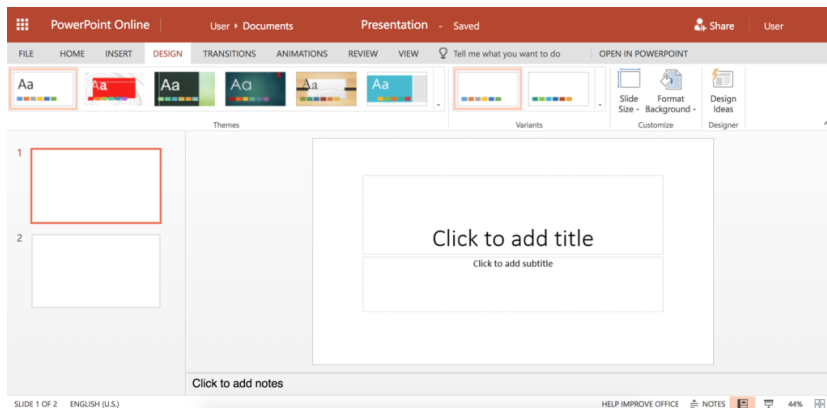 PowerPoint Online
User ▸ Documents
Presentation - Saved
Share
User
FILE HOME INSERT DESIGN TRANSITIONS ANIMATIONS REVIEW VIEW Tell me what you want to do OPEN IN POWERPOINT
Aa Aa Aa Aa Aa Aa
Slide Size - Format Background - Design Ideas
Themes Variants Customize Designer
1
Click to add title
2
Click to add subtitle
Click to add notes
SLIDE 1 OF 2 ENGLISH (U.S.) HELP IMPROVE OFFICE NOTES 44%